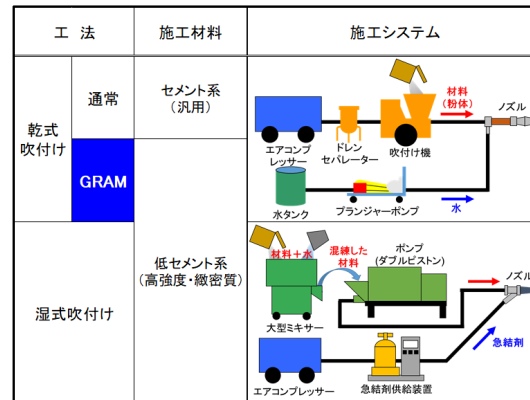 工　法
施工材料
施工システム
乾式
吹付け
通常
セメント系
（汎用）
GRAM
材料
（粉体）
ノズル
エアコンプ
レッサー
ドレン
セパレーター
吹付け機
水タンク
プランジャーポンプ
水
湿式吹付け
低セメント系
（高強度・緻密質）
材料＋水
混練した
材料
ポンプ
（ダブルピストン）
ノズル
大型ミキサー
急結剤
エアコンプレッサー
急結剤供給装置